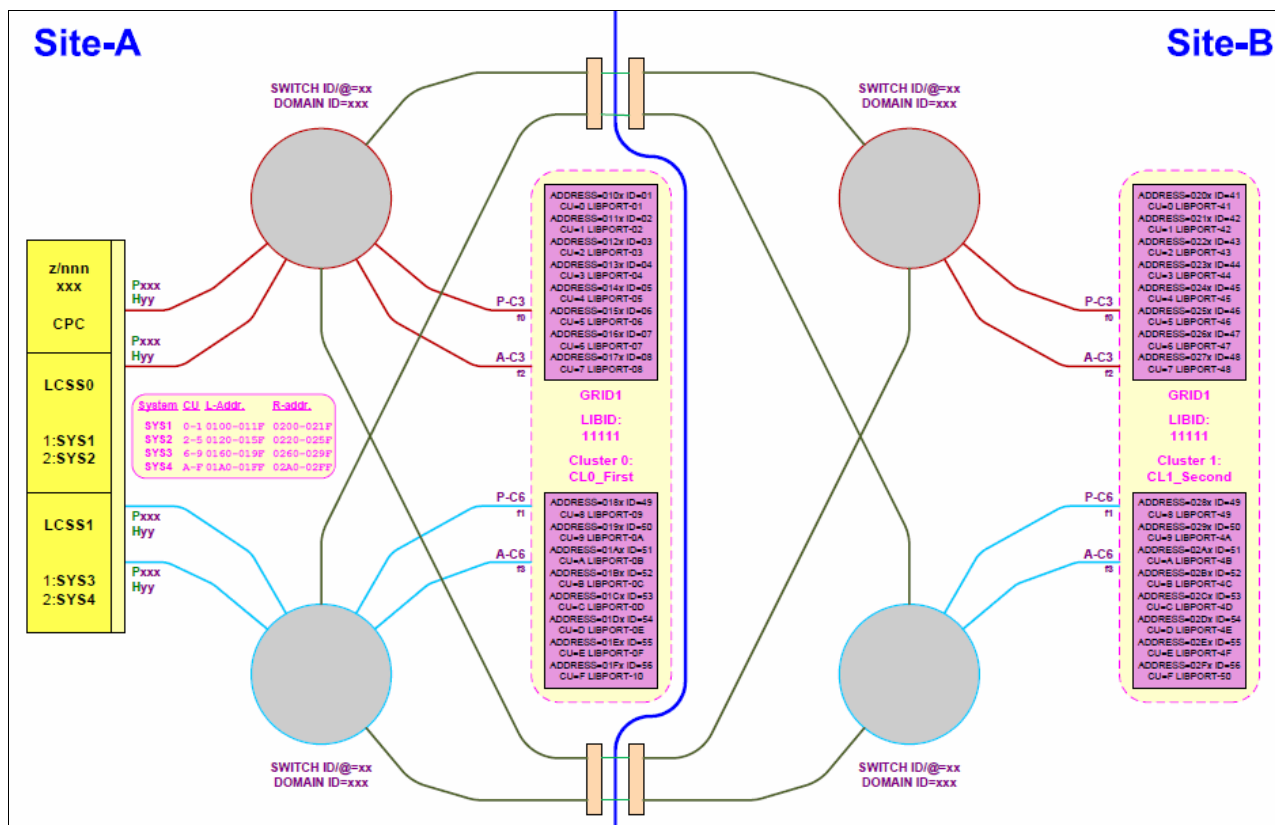 Site-A
Site-B
SWITCH ID/@=xx
DOMAIN ID=xxx
SWITCH ID/@=xx
DOMAIN ID=xxx
z/nnn
xxx
CPC
LCSS0
1:SYS1
2:SYS2
LCSS1
1:SYS3
2:SYS4
Pxxx
Hyy
Pxxx
Hyy
Pxxx
Hyy
Pxxx
Hyy
System CU L-Addr. R-addr.
SYS1 0-1 0100-011F 0200-021F
SYS2 2-5 0120-015F 0220-025F
SYS3 6-9 0160-019F 0260-029F
SYS4 A-F 01A0-01FF 02A0-02FF
P-C3
f0
A-C3
f2
P-C6
f1
A-C6
f3
ADDRESS=010x ID=01
CU=0 LIBPORT-01
ADDRESS=011x ID=02
CU=1 LIBPORT-02
ADDRESS=012x ID=03
CU=2 LIBPORT-03
ADDRESS=013x ID=04
CU=3 LIBPORT-04
ADDRESS=014x ID=05
CU=4 LIBPORT-05
ADDRESS=015x ID=06
CU=5 LIBPORT-06
ADDRESS=016x ID=07
CU=6 LIBPORT-07
ADDRESS=017x ID=08
CU=7 LIBPORT-08
GRID1
LIBID:
11111
Cluster 0:
CL0_First
ADDRESS=018x ID=49
CU=8 LIBPORT-09
ADDRESS=019x ID=50
CU=9 LIBPORT-0A
ADDRESS=01Ax ID=51
CU=A LIBPORT-0B
ADDRESS=01Bx ID=52
CU=B LIBPORT-0C
ADDRESS=01Cx ID=53
CU=C LIBPORT-0D
ADDRESS=01Dx ID=54
CU=D LIBPORT-0E
ADDRESS=01Ex ID=55
CU=E LIBPORT-0F
ADDRESS=01Fx ID=56
CU=F LIBPORT-10
P-C3
f0
A-C3
f2
P-C6
f1
A-C6
f3
ADDRESS=020x ID=41
CU=0 LIBPORT-41
ADDRESS=021x ID=42
CU=1 LIBPORT-42
ADDRESS=022x ID=43
CU=2 LIBPORT-43
ADDRESS=023x ID=44
CU=3 LIBPORT-44
ADDRESS=024x ID=45
CU=4 LIBPORT-45
ADDRESS=025x ID=46
CU=5 LIBPORT-46
ADDRESS=026x ID=47
CU=6 LIBPORT-47
ADDRESS=027x ID=48
CU=7 LIBPORT-48
GRID1
LIBID:
11111
Cluster 1:
CL1_Second
ADDRESS=028x ID=49
CU=8 LIBPORT-49
ADDRESS=029x ID=50
CU=9 LIBPORT-4A
ADDRESS=02Ax ID=51
CU=A LIBPORT-4B
ADDRESS=02Bx ID=52
CU=B LIBPORT-4C
ADDRESS=02Cx ID=53
CU=C LIBPORT-4D
ADDRESS=02Dx ID=54
CU=D LIBPORT-4E
ADDRESS=02Ex ID=55
CU=E LIBPORT-4F
ADDRESS=02Fx ID=56
CU=F LIBPORT-50
SWITCH ID/@=xx
DOMAIN ID=xxx
SWITCH ID/@=xx
DOMAIN ID=xxx